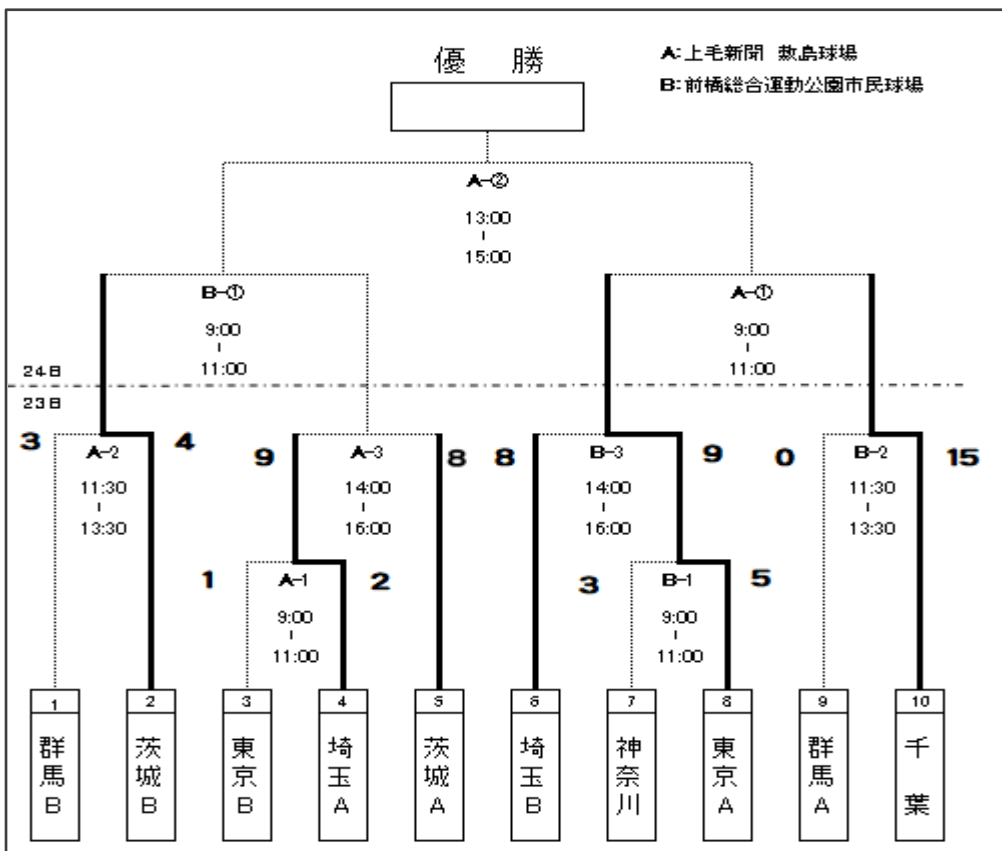 優 勝
A:上毛新聞 敷島球場
B:前橋総合運動公園市民球場
A-②
13:00
15:00
B-①
9:00
11:00
A-①
9:00
11:00
24日
23日
3
A-2
4
11:30
13:30
9
A-3
8
14:00
16:00
8
B-3
9
14:00
16:00
0
B-2
15
11:30
13:30
1
A-1
2
9:00
11:00
3
B-1
5
9:00
11:00
1 2 3 4 5 6 7 8 9 10
群馬B
茨城B
東京B
埼玉A
茨城A
埼玉B
神奈川
東京A
群馬A
千葉